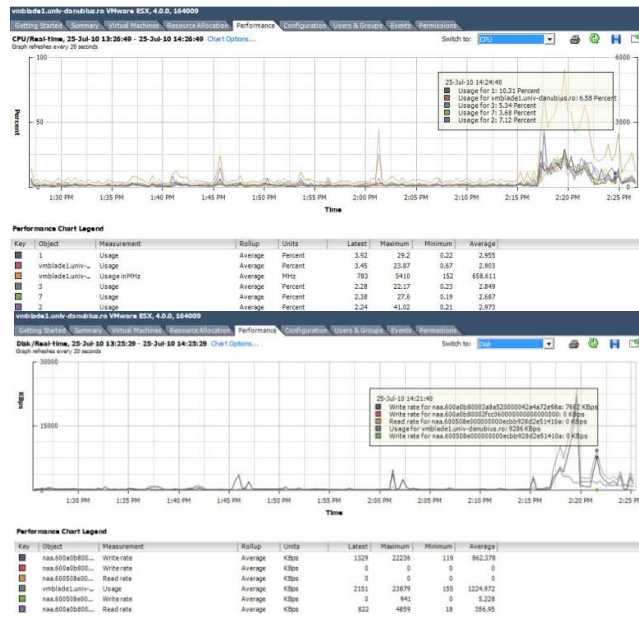 vmblade1.univ-danubius.ro VMware ESX, 4.0.0, 164009
Getting Started Summary Virtual Machines Resource Allocation Performance Configuration Users & Groups Events Permissions
CPU/Real-time, 25-Jul-10 13:26:49 - 25-Jul-10 14:26:49 Chart Options... Switch to: CPU
Graph refreshes every 20 seconds
100 6000
25-Jul-10 14:24:40
Usage for 1: 10.31 Percent
Usage for vmblade1.univ-danubius.ro: 6.58 Percent
Usage for 3: 5.34 Percent
Usage for 7: 3.68 Percent
Usage for 2: 7.12 Percent
Percent
50 3000
0 0
1:30 PM 1:35 PM 1:40 PM 1:45 PM 1:50 PM 1:55 PM 2:00 PM 2:05 PM 2:10 PM 2:15 PM 2:20 PM 2:25 PM
Time
Performance Chart Legend
Key Object Measurement Rollup Units Latest Maximum Minimum Average
1 Usage Average Percent 3.92 29.2 0.22 2.955
vmblade1.univ-... Usage Average Percent 3.45 23.87 0.67 2.903
vmblade1.univ-... Usage in MHz Average MHz 783 5410 152 658.611
3 Usage Average Percent 2.28 22.17 0.23 2.849
7 Usage Average Percent 2.38 27.6 0.19 2.687
2 Usage Average Percent 2.24 41.02 0.21 2.973
vmblade1.univ-danubius.ro VMware ESX, 4.0.0, 164009
Getting Started Summary Virtual Machines Resource Allocation Performance Configuration Users & Groups Events Permissions
Disk/Real-time, 25-Jul-10 13:25:29 - 25-Jul-10 14:25:29 Chart Options... Switch to: Disk
Graph refreshes every 20 seconds
30000
25-Jul-10 14:21:40
Write rate for naa.600a0b80003a8a520000042a4a72e98a: 7662 KBps
Write rate for naa.600a0b80002fcc060000000000000000: 0 KBps
Read rate for naa.600508e000000000ecbb928d2e51410a: 0 KBps
Usage for vmblade1.univ-danubius.ro: 9286 KBps
Write rate for naa.600508e000000000ecbb928d2e51410a: 0 KBps
KBps
15000
0
1:30 PM 1:35 PM 1:40 PM 1:45 PM 1:50 PM 1:55 PM 2:00 PM 2:05 PM 2:10 PM 2:15 PM 2:20 PM 2:25 P
Time
Performance Chart Legend
Key Object Measurement Rollup Units Latest Maximum Minimum Average
naa.600a0b800... Write rate Average KBps 1329 22236 119 862.378
naa.600a0b800... Write rate Average KBps 0 0 0 0
naa.600508e00... Read rate Average KBps 0 0 0 0
vmblade1.univ-... Usage Average KBps 2151 23879 155 1224.972
naa.600508e00... Write rate Average KBps 0 941 0 5.228
naa.600a0b800... Read rate Average KBps 822 4859 18 356.95